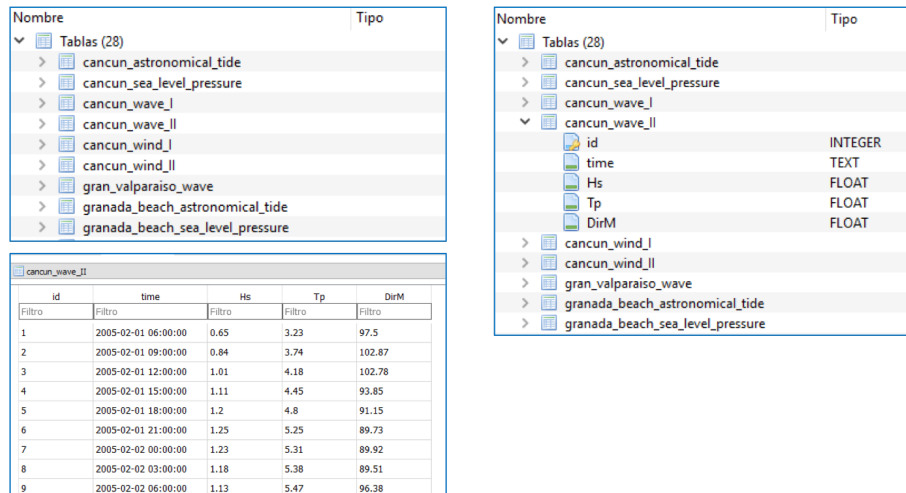 Nombre Tipo
Tablas (28)
cancun_astronomical_tide
cancun_sea_level_pressure
cancun_wave_I
cancun_wave_II
cancun_wind_I
cancun_wind_II
gran_valparaiso_wave
granada_beach_astronomical_tide
granada_beach_sea_level_pressure
cancun_wave_II
id time Hs Tp DirM
Filtro Filtro Filtro Filtro Filtro
1 2005-02-01 06:00:00 0.65 3.23 97.5
2 2005-02-01 09:00:00 0.84 3.74 102.87
3 2005-02-01 12:00:00 1.01 4.18 102.78
4 2005-02-01 15:00:00 1.11 4.45 93.85
5 2005-02-01 18:00:00 1.2 4.8 91.15
6 2005-02-01 21:00:00 1.25 5.25 89.73
7 2005-02-02 00:00:00 1.23 5.31 89.92
8 2005-02-02 03:00:00 1.18 5.38 89.51
9 2005-02-02 06:00:00 1.13 5.47 96.38
Nombre Tipo
Tablas (28)
cancun_astronomical_tide
cancun_sea_level_pressure
cancun_wave_I
cancun_wave_II
id INTEGER
time TEXT
Hs FLOAT
Tp FLOAT
DirM FLOAT
cancun_wind_I
cancun_wind_II
gran_valparaiso_wave
granada_beach_astronomical_tide
granada_beach_sea_level_pressure